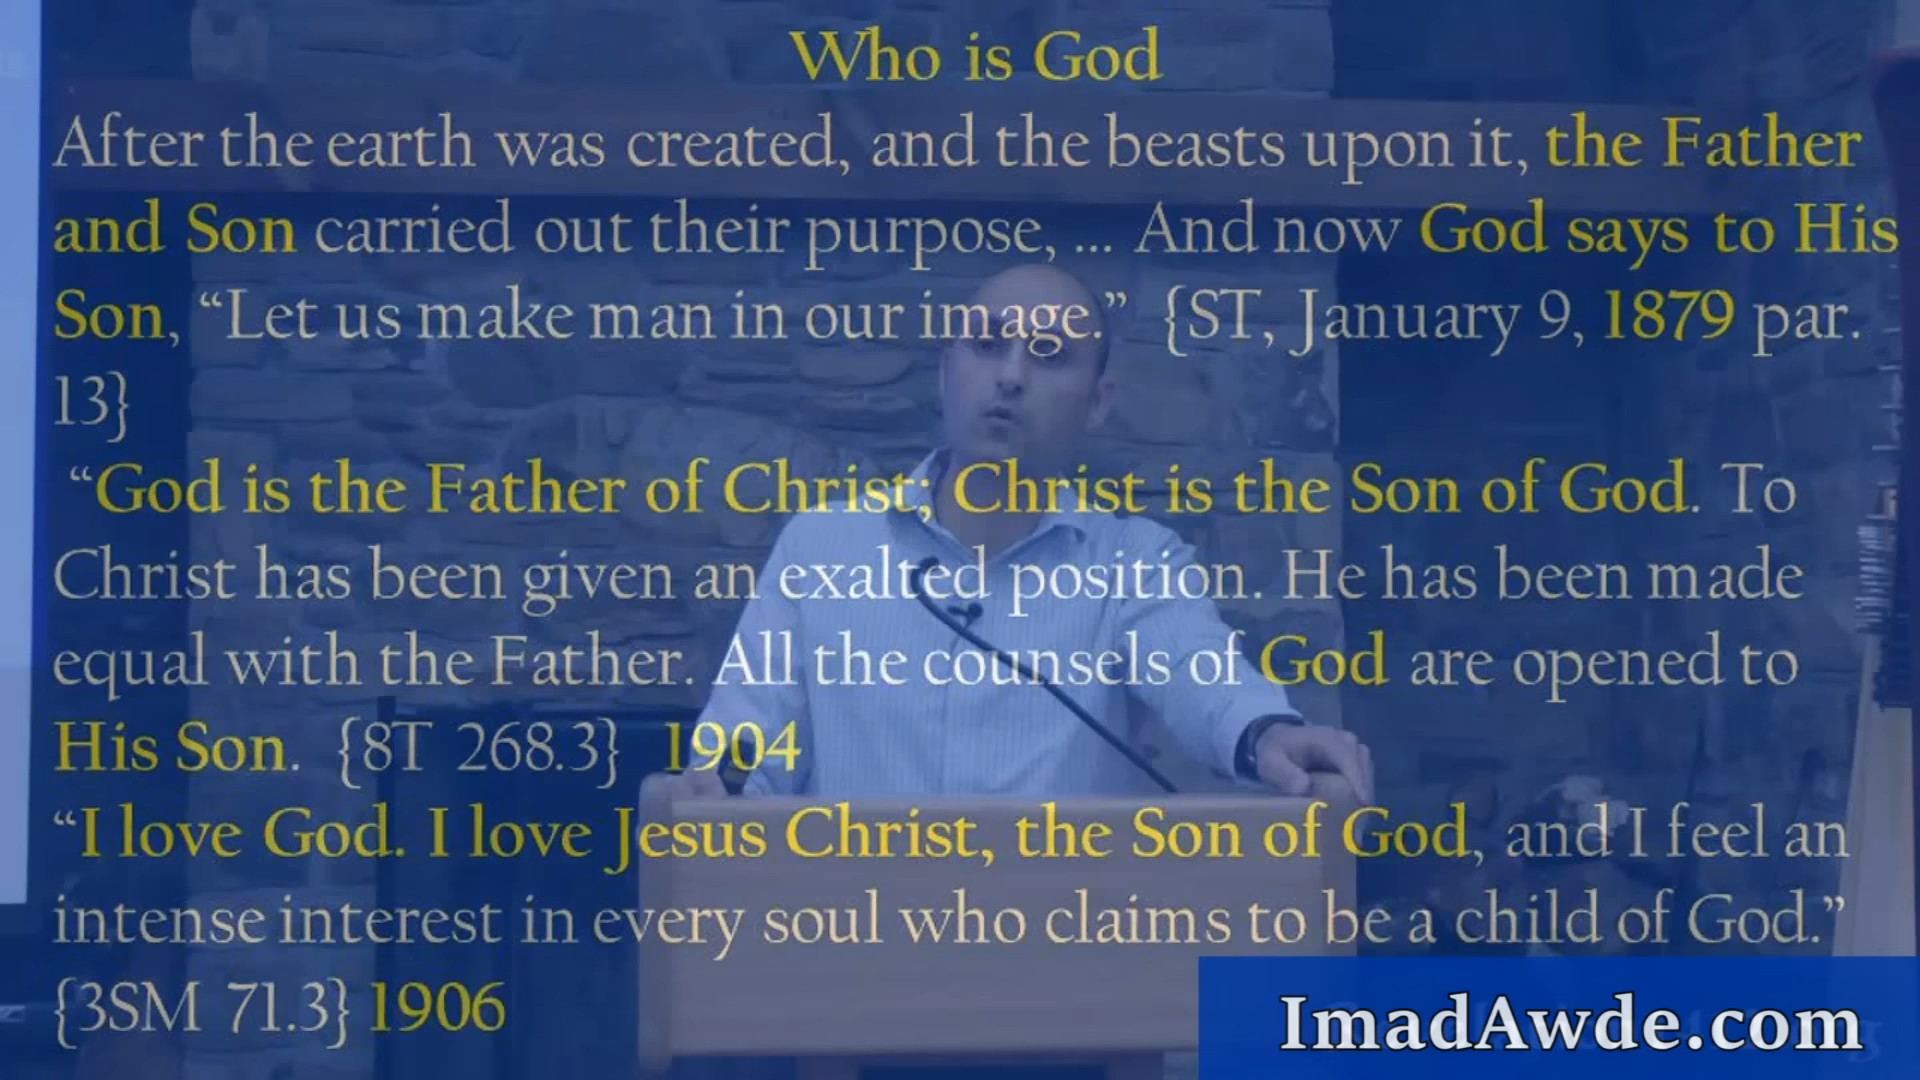 Who is God
After the earth was created, and the beasts upon it, the Father
and Son carried out their purpose, ... And now God says to His
Son, “Let us make man in our image.” {ST, January 9, 1879 par.
13}
“God is the Father of Christ; Christ is the Son of God. To
Christ has been given an exalted position. He has been made
equal with the Father. All the counsels of God are opened to
His Son. {8T 268.3} 1904
“I love God. I love Jesus Christ, the Son of God, and I feel an
intense interest in every soul who claims to be a child of God.”
{3SM 71.3} 1906
ImadAwde.com